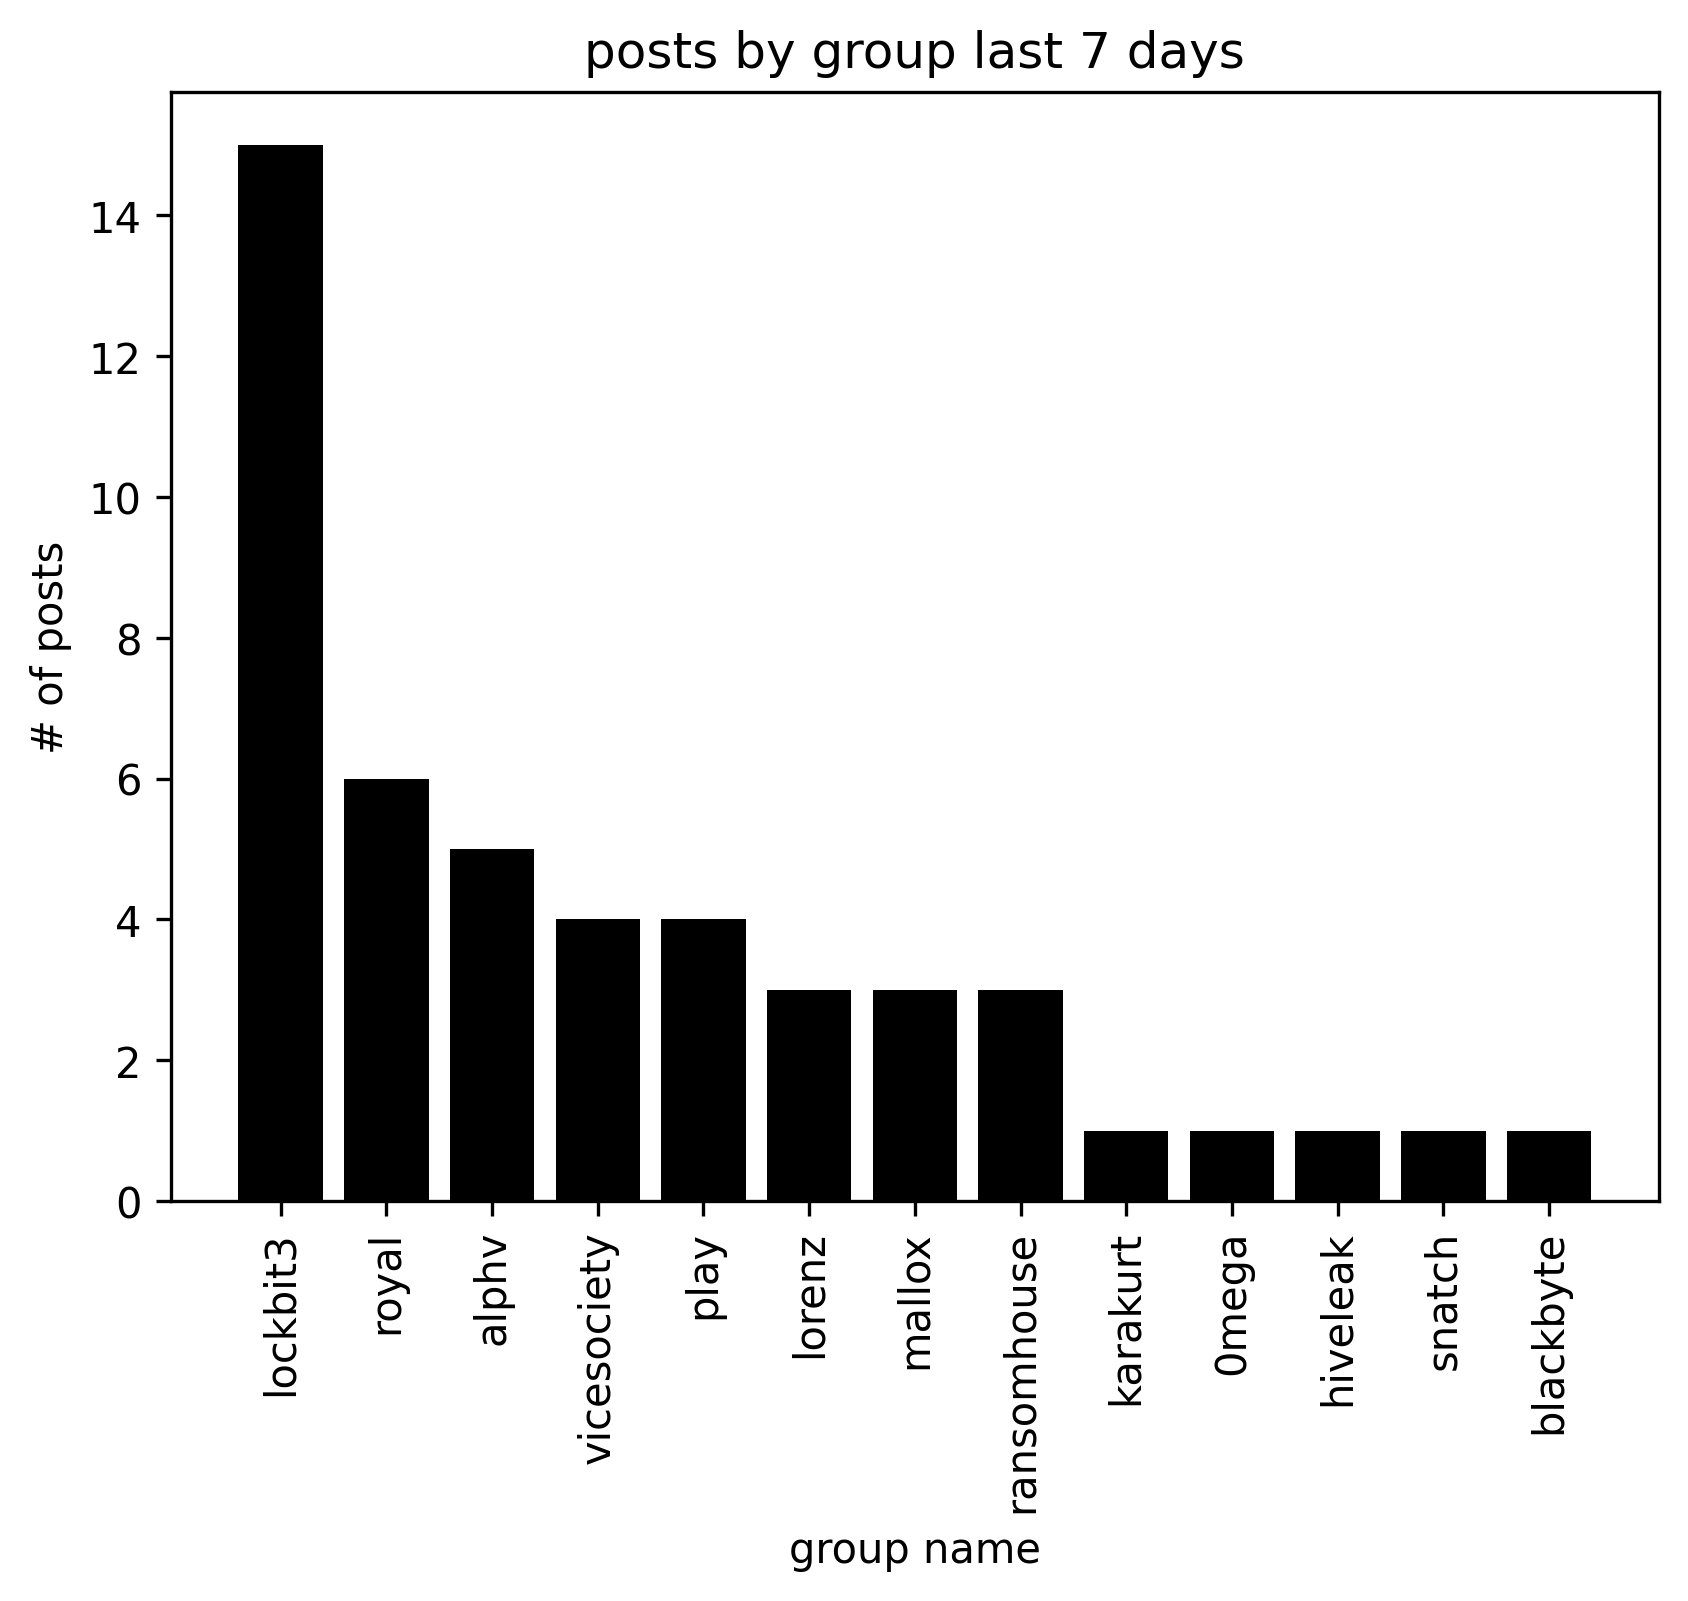 posts by group last 7 days
# of posts
14
12
10
8
6
4
2
0
lockbit3
royal
alphv
vicesociety
play
lorenz
mallox
ransomhouse
karakurt
0mega
hiveleak
snatch
blackbyte
group name